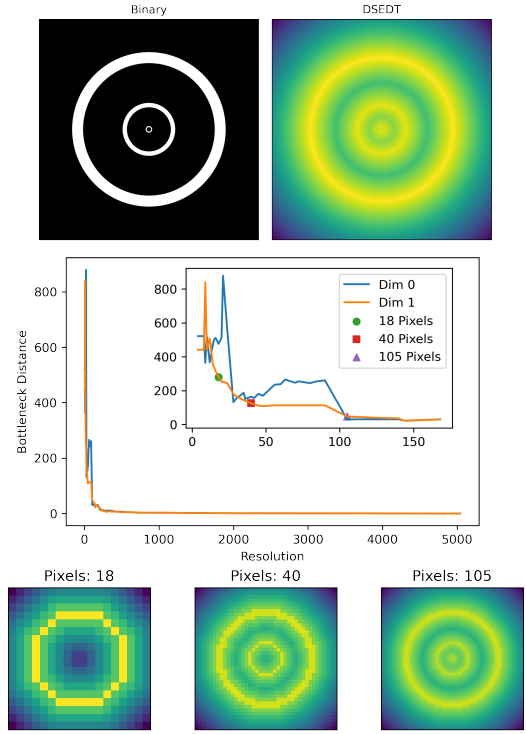 Binary
DSEDT
Bottleneck Distance
800
600
400
200
0
800
600
400
200
0
0
50
100
150
Dim 0
Dim 1
18 Pixels
40 Pixels
105 Pixels
0
1000
2000
3000
4000
5000
Resolution
Pixels: 18
Pixels: 40
Pixels: 105